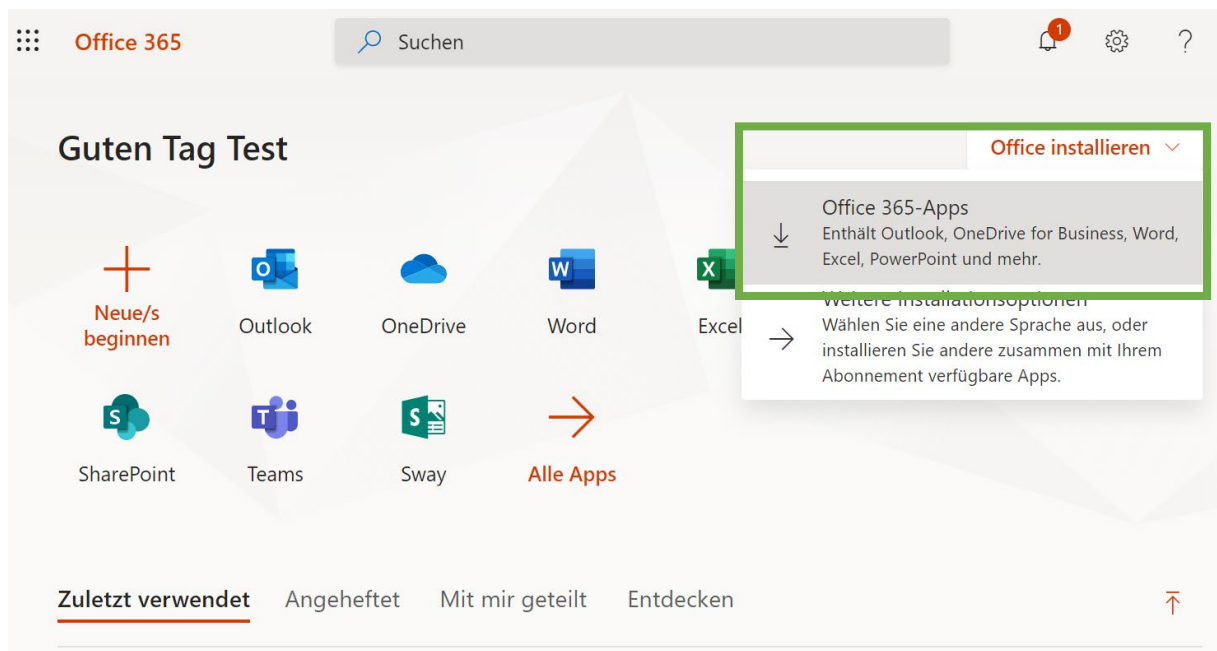 Office 365
Suchen
1
Guten Tag Test
Office installieren
Office 365-Apps
Enthält Outlook, OneDrive for Business, Word,
Excel, PowerPoint und mehr.
Weitere Installationsoptionen
Wählen Sie eine andere Sprache aus, oder
installieren Sie andere zusammen mit Ihrem
Abonnement verfügbare Apps.
Neue/s
beginnen
Outlook
OneDrive
Word
Excel
SharePoint
Teams
Sway
Alle Apps
Zuletzt verwendet
Angeheftet
Mit mir geteilt
Entdecken